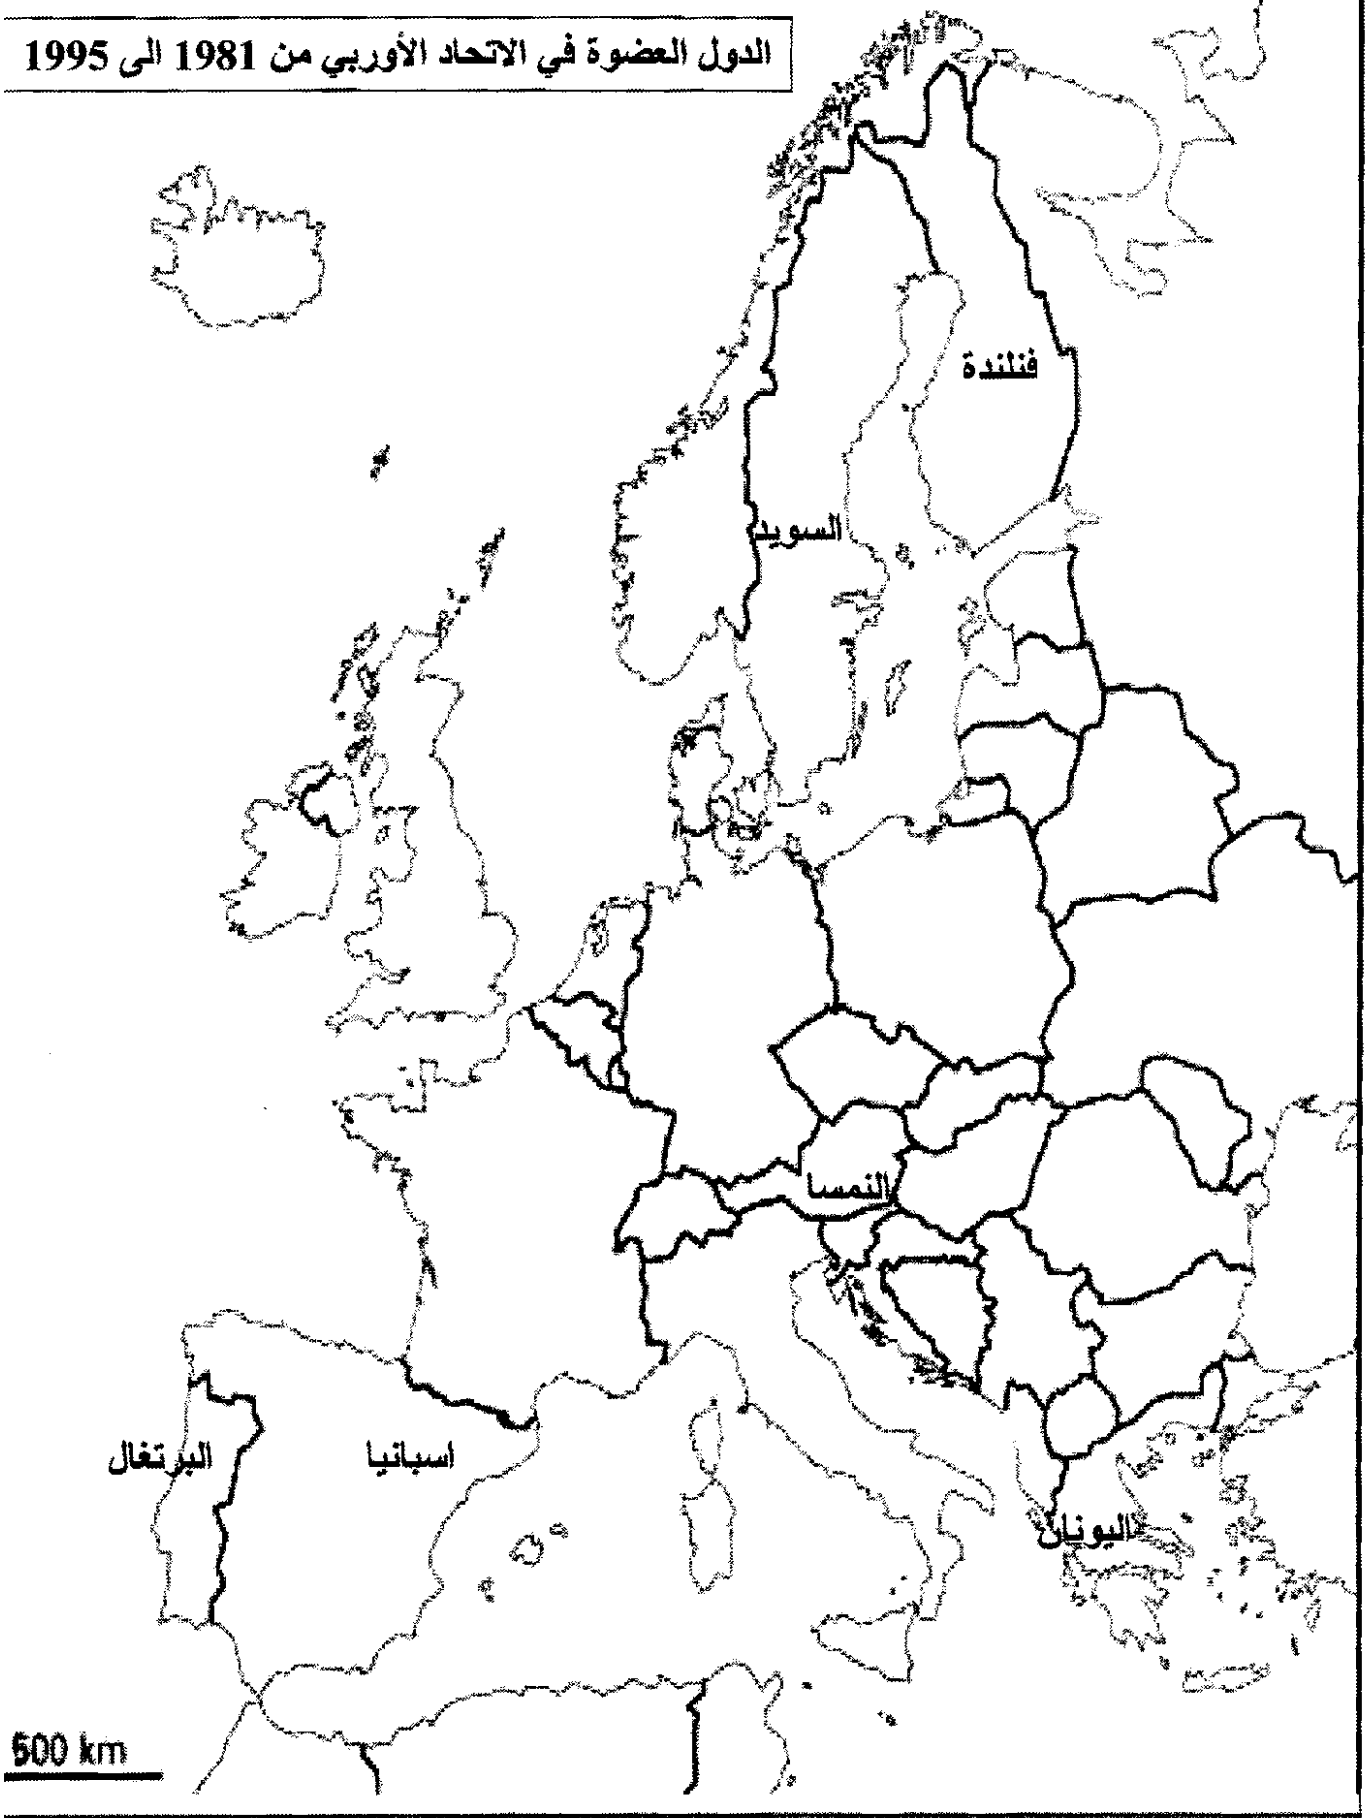 الدول العضوة في الاتحاد الأوربي من 1981 الى 1995
فنلندة
السويد
النمسا
البرتغال
اسبانيا
اليونان
500 km